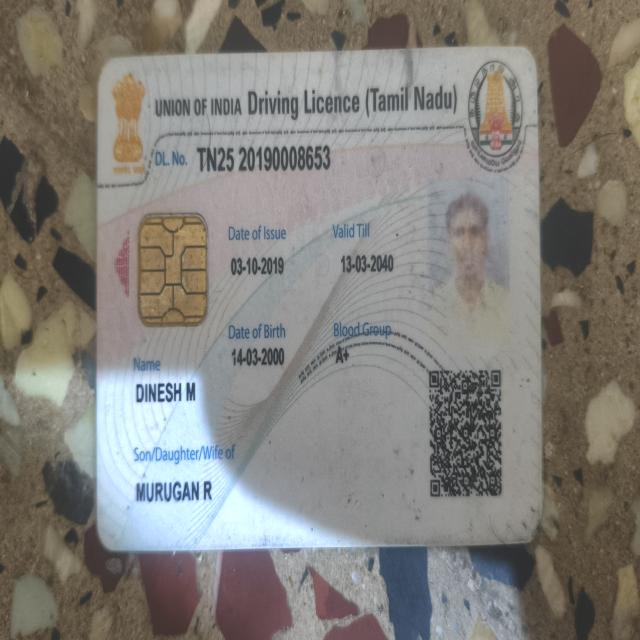 UNION OF INDIA Driving Licence (Tamil Nadu)
DL. No. TN25 20190008653
Date of Issue Valid Till
03-10-2019 13-03-2040
Date of Birth Blood Group
14-03-2000 A+
Name
DINESH M
Son/Daughter/Wife of
MURUGAN R